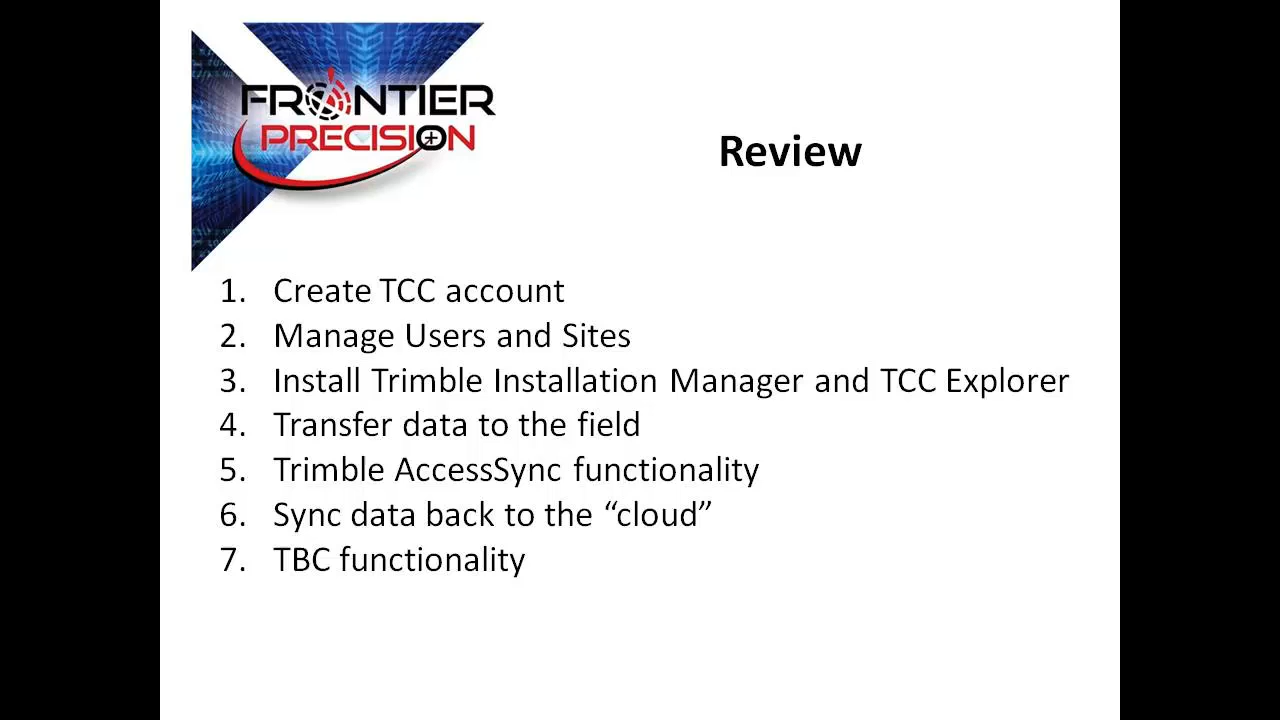 FRONTIER
PRECISION
Review
1. Create TCC account
2. Manage Users and Sites
3. Install Trimble Installation Manager and TCC Explorer
4. Transfer data to the field
5. Trimble AccessSync functionality
6. Sync data back to the “cloud”
7. TBC functionality